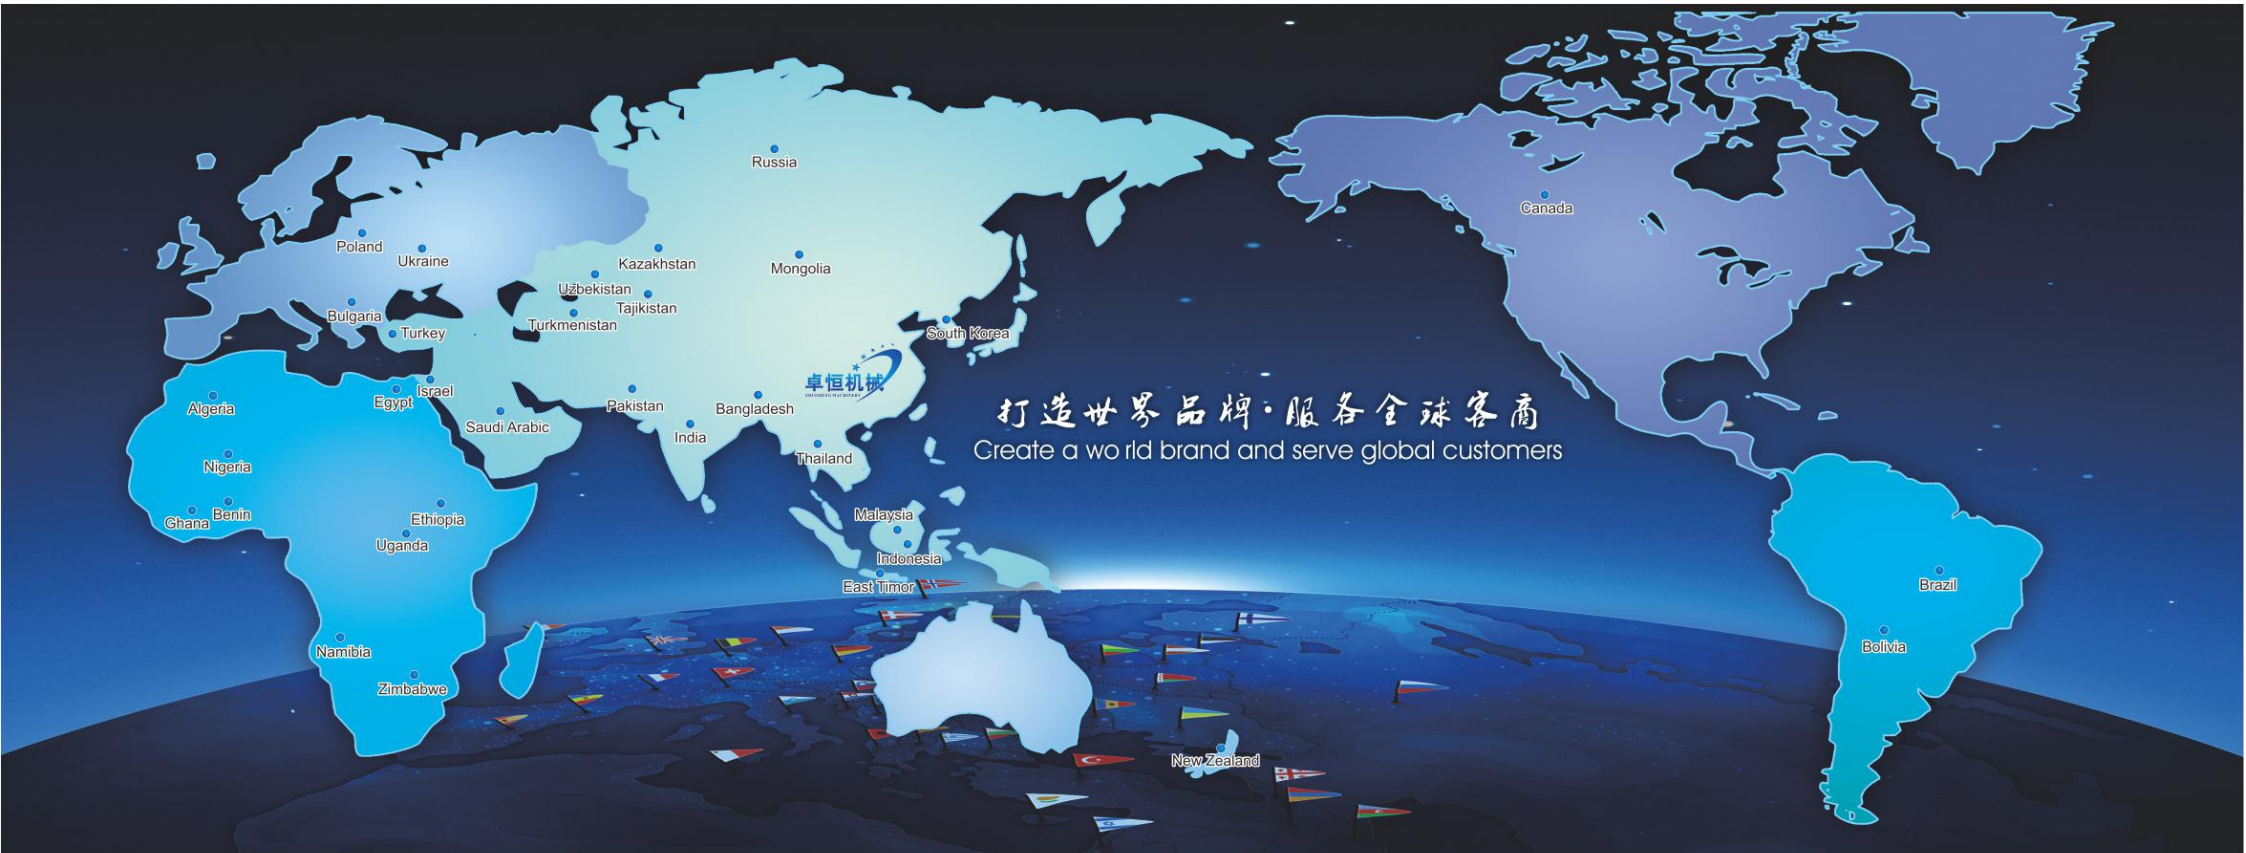 Russia
Canada
Poland
Ukraine
Kazakhstan
Mongolia
Uzbekistan
Tajikistan
Bulgaria
Turkmenistan
Turkey
South Korea
卓恒机械
Israel
Egypt
Algeria
Pakistan
Bangladesh
Saudi Arabic
India
打造世界品牌·服各全球客商
Create a wo rld brand and serve global customers
Thailand
Nigeria
Malaysia
Ghana
Benin
Ethiopia
Uganda
Indonesia
East Timor
Brazil
Bolivia
Namibia
Zimbabwe
New Zealand